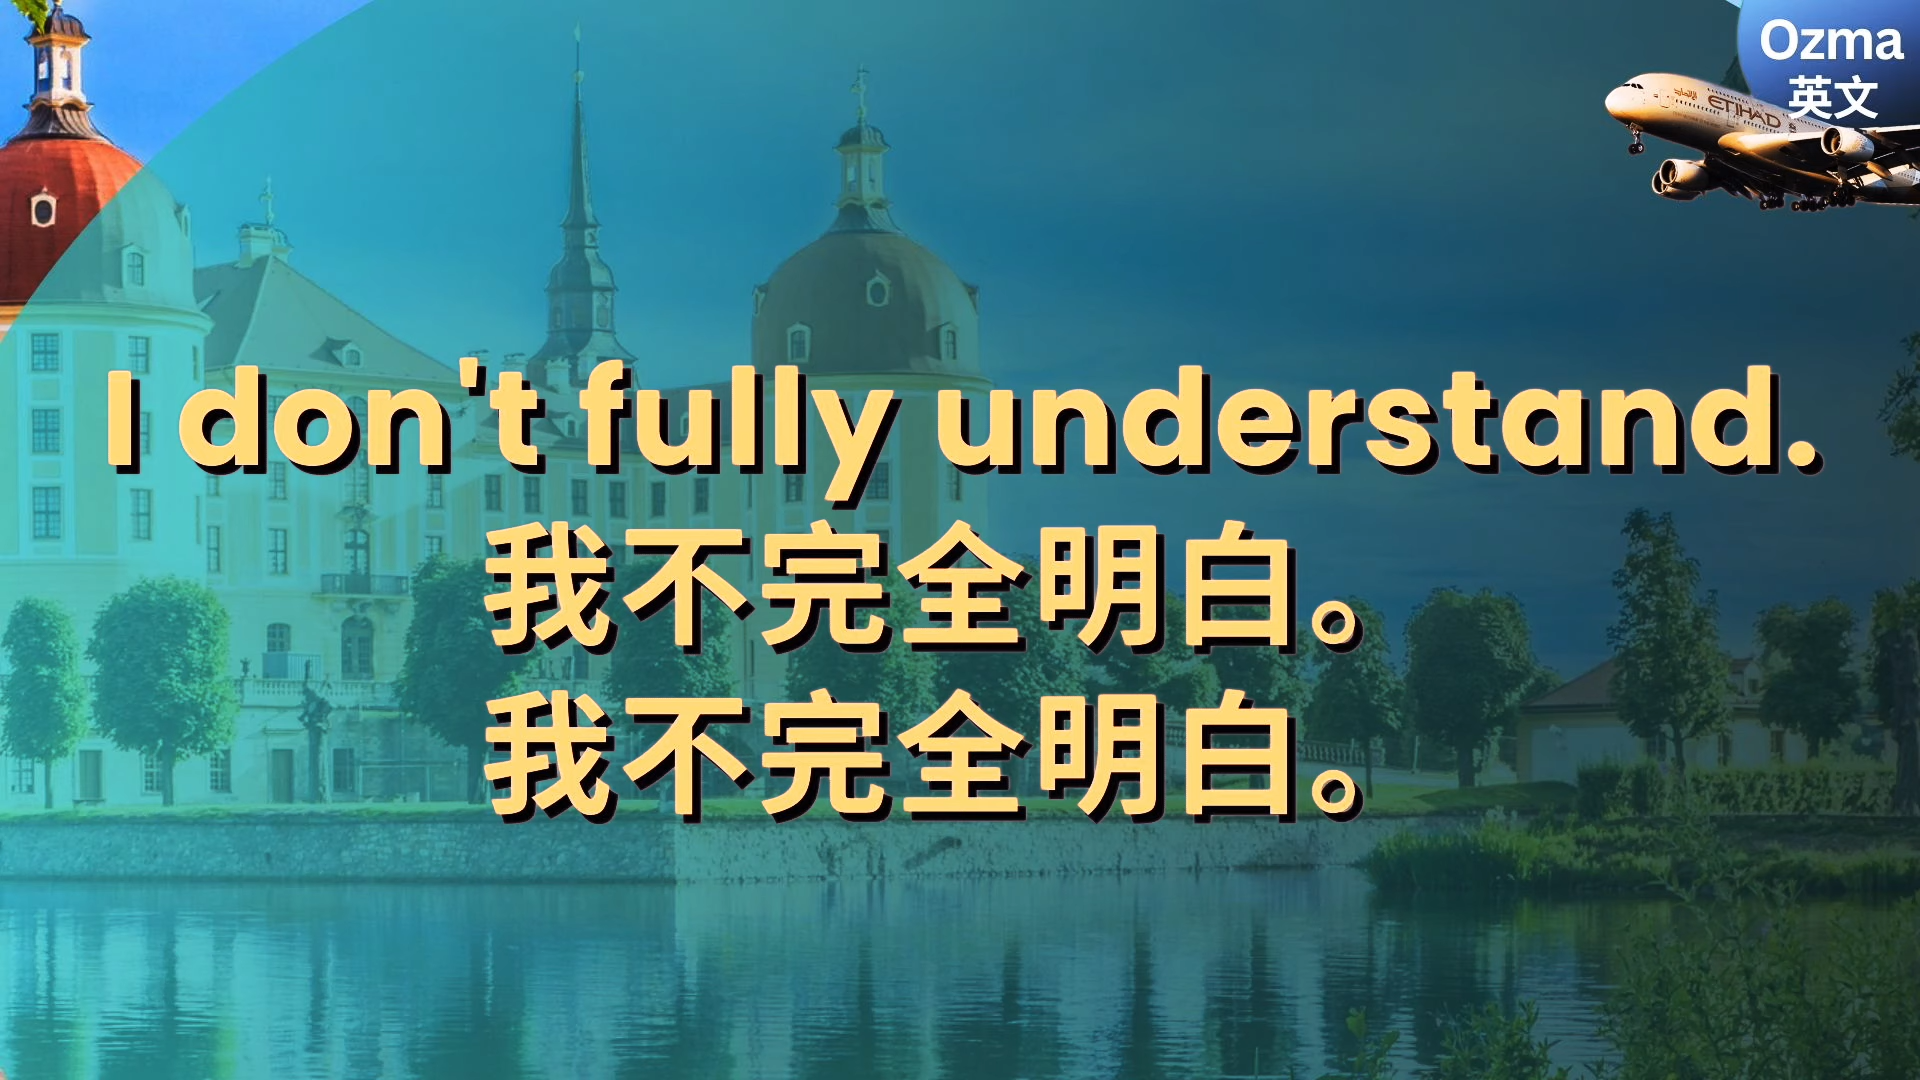 Ozma
英文
ETIHAD
I don't fully understand.
我不完全明白。
我不完全明白。